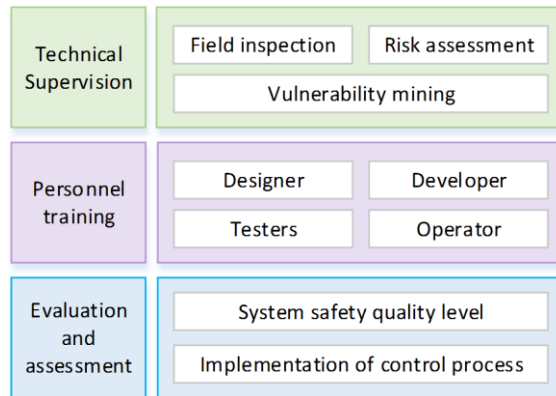 Technical
Supervision
Field inspection
Risk assessment
Vulnerability mining
Personnel
training
Designer
Developer
Testers
Operator
Evaluation
and
assessment
System safety quality level
Implementation of control process